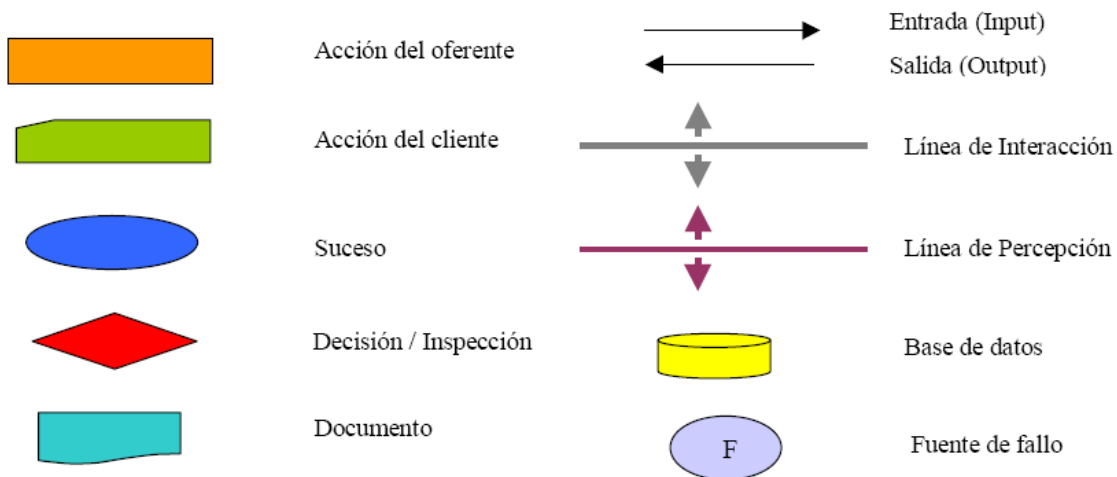 Acción del oferente
Acción del cliente
Suceso
Decisión / Inspección
Documento
Entrada (Input)
Salida (Output)
Línea de Interacción
Línea de Percepción
Base de datos
F
Fuente de fallo